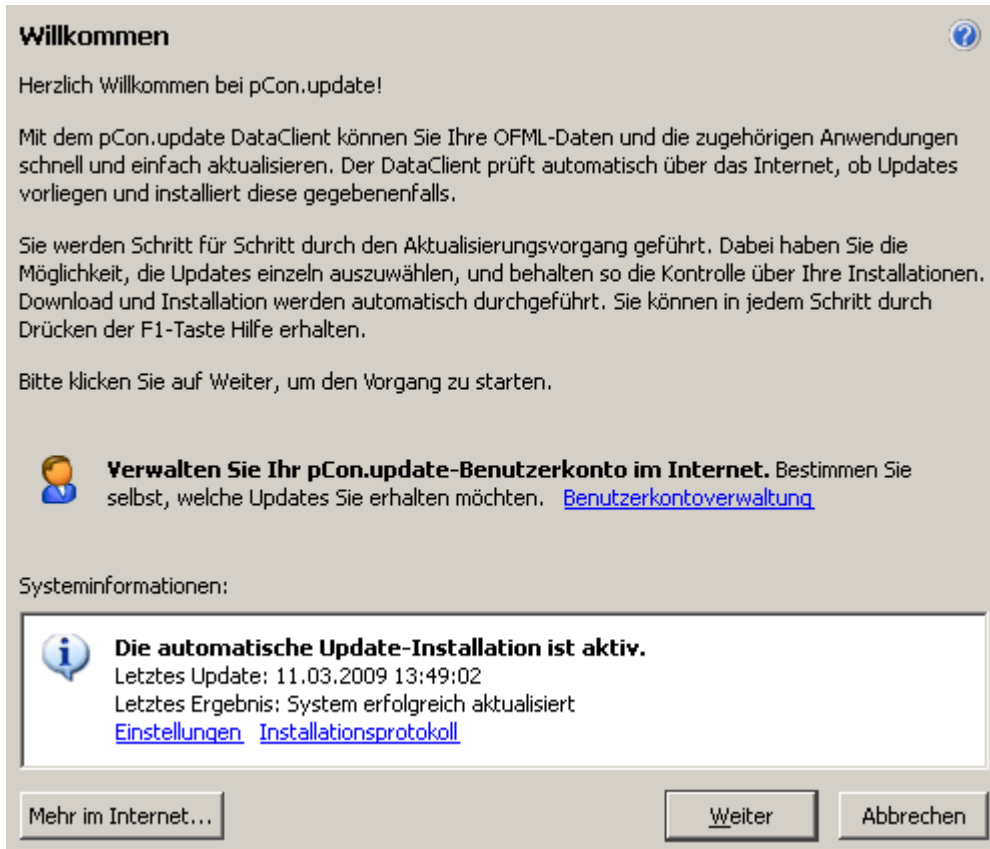 Willkommen
Herzlich Willkommen bei pCon.update!
Mit dem pCon.update DataClient können Sie Ihre OFML-Daten und die zugehörigen Anwendungen
schnell und einfach aktualisieren. Der DataClient prüft automatisch über das Internet, ob Updates
vorliegen und installiert diese gegebenenfalls.
Sie werden Schritt für Schritt durch den Aktualisierungsvorgang geführt. Dabei haben Sie die
Möglichkeit, die Updates einzeln auszuwählen, und behalten so die Kontrolle über Ihre Installationen.
Download und Installation werden automatisch durchgeführt. Sie können in jedem Schritt durch
Drücken der F1-Taste Hilfe erhalten.
Bitte klicken Sie auf Weiter, um den Vorgang zu starten.
Verwalten Sie Ihr pCon.update-Benutzerkonto im Internet. Bestimmen Sie
selbst, welche Updates Sie erhalten möchten. Benutzerkontoverwaltung
Systeminformationen:
Die automatische Update-Installation ist aktiv.
Letztes Update: 11.03.2009 13:49:02
Letztes Ergebnis: System erfolgreich aktualisiert
Einstellungen Installationsprotokoll
Mehr im Internet... Weiter Abbrechen